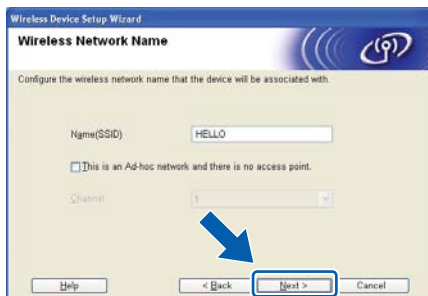 Wireless Device Setup Wizard
Wireless Network Name
Configure the wireless network name that the device will be associated with.
Name(SSID) HELLO
This is an Ad-hoc network and there is no access point.
Channel 1
Help < Back Next > Cancel